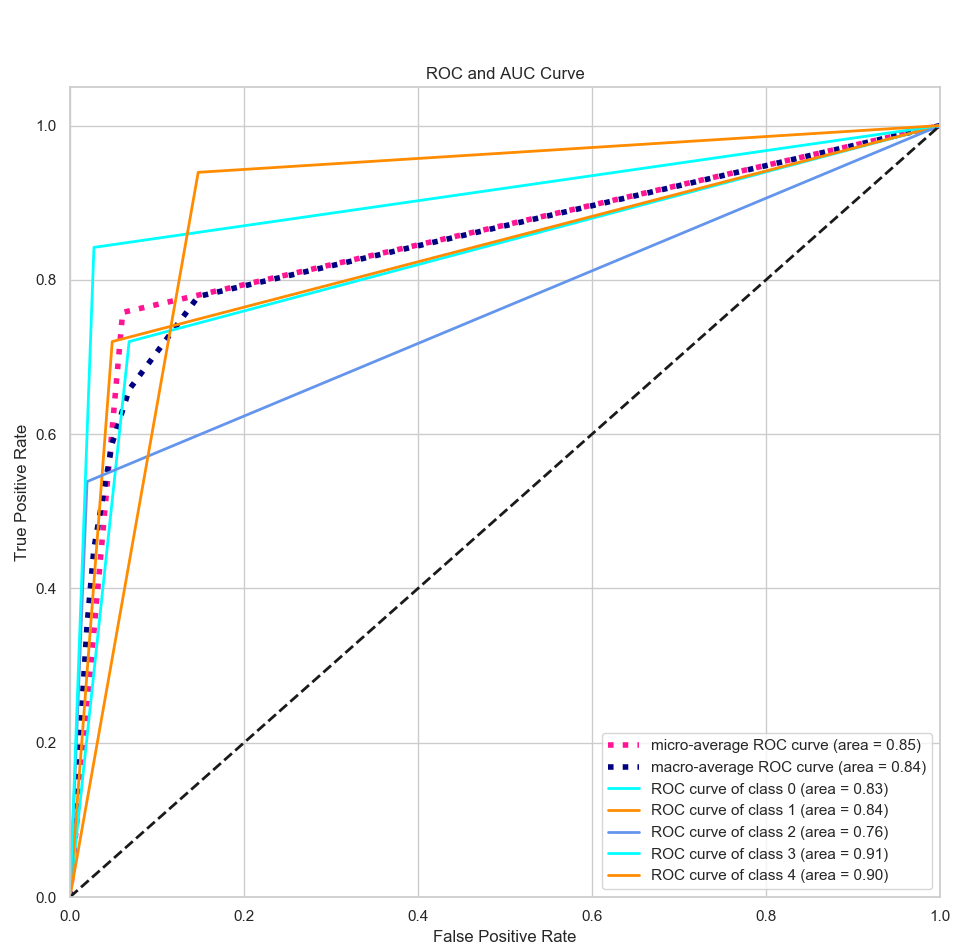 ROC and AUC Curve
True Positive Rate
1.0
0.8
0.6
0.4
0.2
0.0
micro-average ROC curve (area = 0.85)
macro-average ROC curve (area = 0.84)
ROC curve of class 0 (area = 0.83)
ROC curve of class 1 (area = 0.84)
ROC curve of class 2 (area = 0.76)
ROC curve of class 3 (area = 0.91)
ROC curve of class 4 (area = 0.90)
0.0 0.2 0.4 0.6 0.8 1.0
False Positive Rate